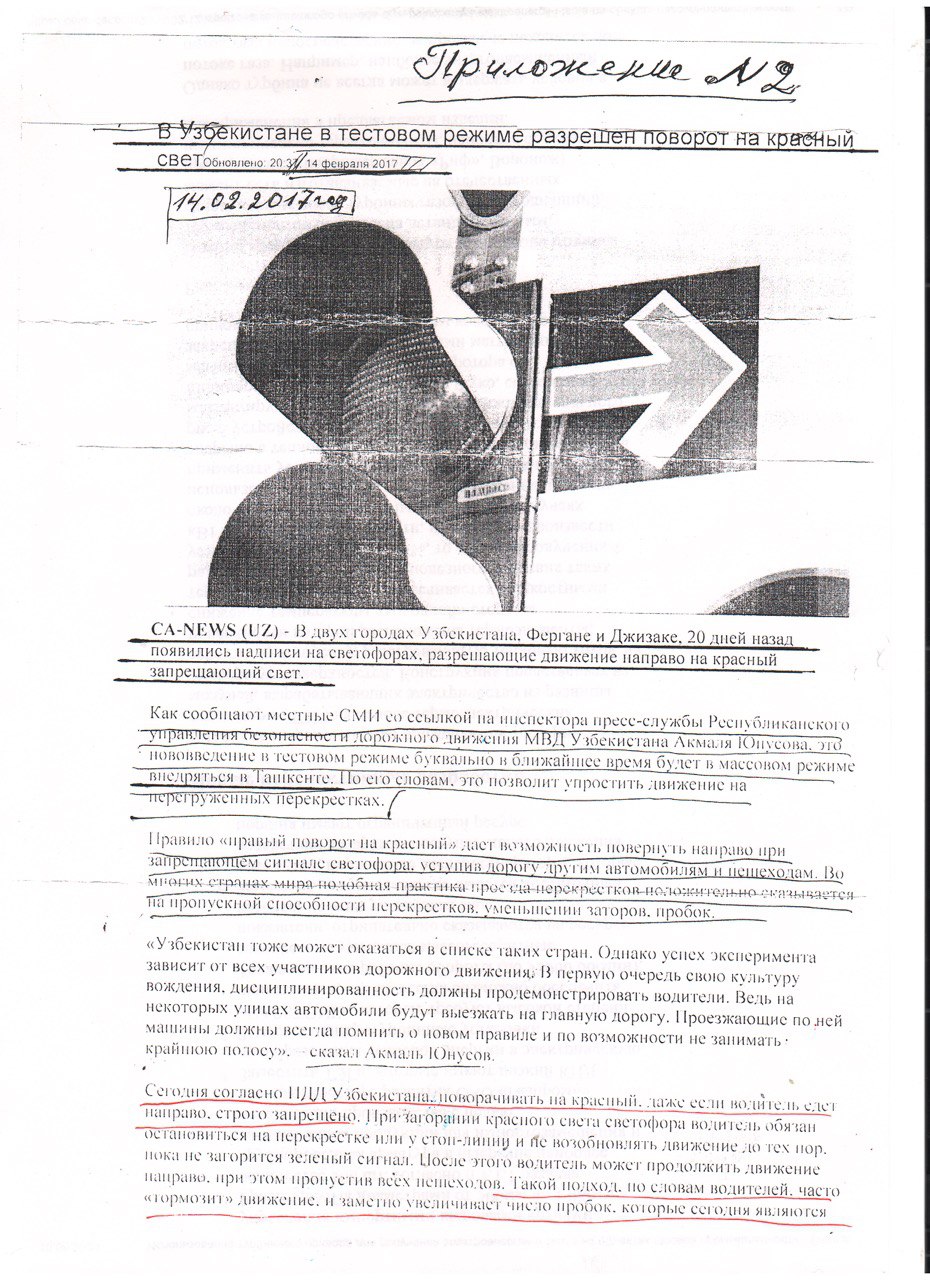 Приложение N2.
В Узбекистане в тестовом режиме разрешен поворот на красный
свет Обновлено: 20:37, 14 февраля 2017
14.02.2017 год
CA-NEWS (UZ) - В двух городах Узбекистана, Фергане и Джизаке, 20 дней назад
появились надписи на светофорах, разрешающие движение направо на красный
запрещающий свет.
Как сообщают местные СМИ со ссылкой на инспектора пресс-службы Республиканского
управления безопасности дорожного движения МВД Узбекистана Акмаля Юнусова, это
нововведение в тестовом режиме буквально в ближайшее время будет в массовом режиме
внедряться в Ташкенте. По его словам, это позволит упростить движение на
перегруженных перекрестках.
Правило «правый поворот на красный» дает возможность повернуть направо при
запрещающем сигнале светофора, уступив дорогу другим автомобилям и пешеходам. Во
многих странах мира подобная практика проезда перекрестков положительно сказывается
на пропускной способности перекрестков, уменьшении заторов, пробок.
«Узбекистан тоже может оказаться в списке таких стран. Однако успех эксперимента
зависит от всех участников дорожного движения. В первую очередь свою культуру
вождения, дисциплинированность должны продемонстрировать водители. Ведь на
некоторых улицах автомобили будут выезжать на главную дорогу. Проезжающие по ней
машины должны всегда помнить о новом правиле и по возможности не занимать
крайнюю полосу», - сказал Акмаль Юнусов.
Сегодня согласно ПДД Узбекистана, поворачивать на красный, даже если водитель едет
направо, строго запрещено. При загорании красного света светофора водитель обязан
остановиться на перекрестке или у стоп-линии и не возобновлять движение до тех пор,
пока не загорится зеленый сигнал. После этого водитель может продолжить движение
направо, при этом пропустив всех пешеходов. Такой подход, по словам водителей, часто
«тормозит» движение, и заметно увеличивает число пробок, которые сегодня являются